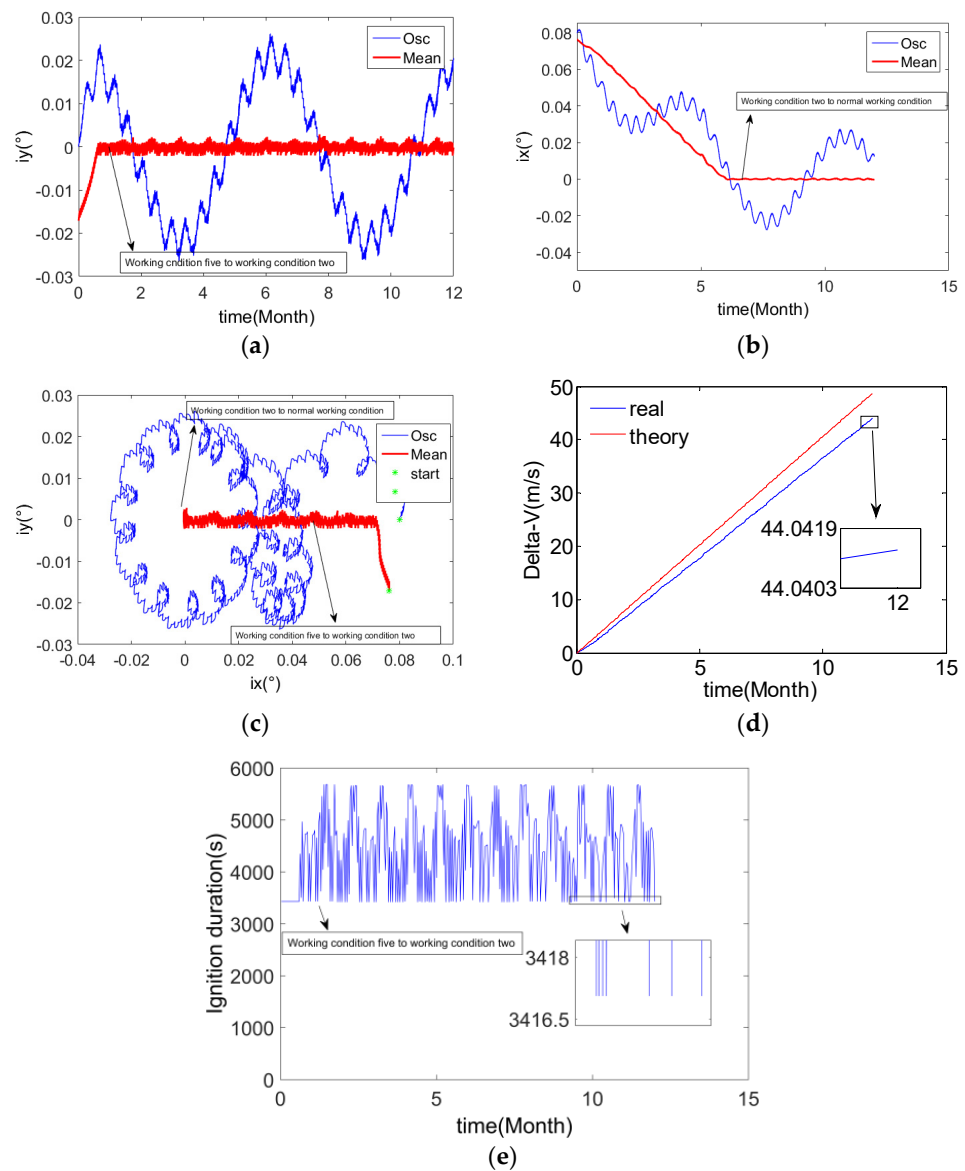 0.03
0.02
0.01
0
-0.01
-0.02
-0.03
iy(°)
Osc
Mean
Working cndition five to working condition two
0 2 4 6 8 10 12
time(Month)
(a)
0.08
0.06
0.04
0.02
0
-0.02
0.04
ix(°)
Osc
Mean
Working condition two to normal working condition
0 5 10 15
time(Month)
(b)
0.03
0.02
0.01
0
-0.01
-0.02
-0.03
iy(°)
Working condition two to normal working condition
Osc
Mean
start
Working condition five to working condition two
-0.04 -0.02 0 0.02 0.04 0.06 0.08 0.1
ix(°)
(c)
50
40
30
20
10
0
Delta-V(m/s)
real
theory
44.0419
44.0403
12
0 5 10 15
time(Month)
(d)
6000
5000
4000
3000
2000
1000
0
Ignition duration(s)
Working condition five to working condition two
3418
3416.5
0 5 10 15
time(Month)
(e)